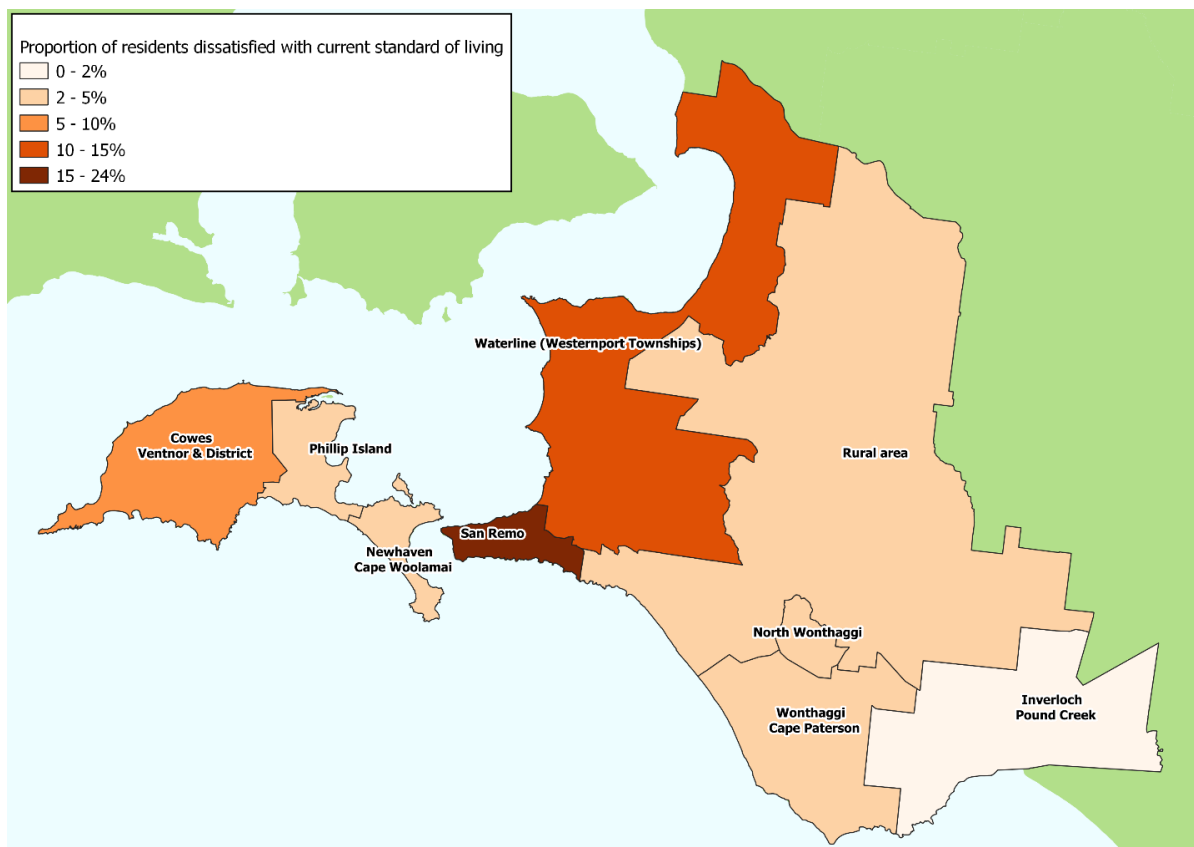 Proportion of residents dissatisfied with current standard of living
0 - 2%
2 - 5%
5 - 10%
10 - 15%
15 - 24%
Waterline (Westernport Townships)
Cowes
Ventnor & District
Phillip Island
Rural area
San Remo
Newhaven
Cape Woolamai
North Wonthaggi
Inverloch
Pound Creek
Wonthaggi
Cape Paterson